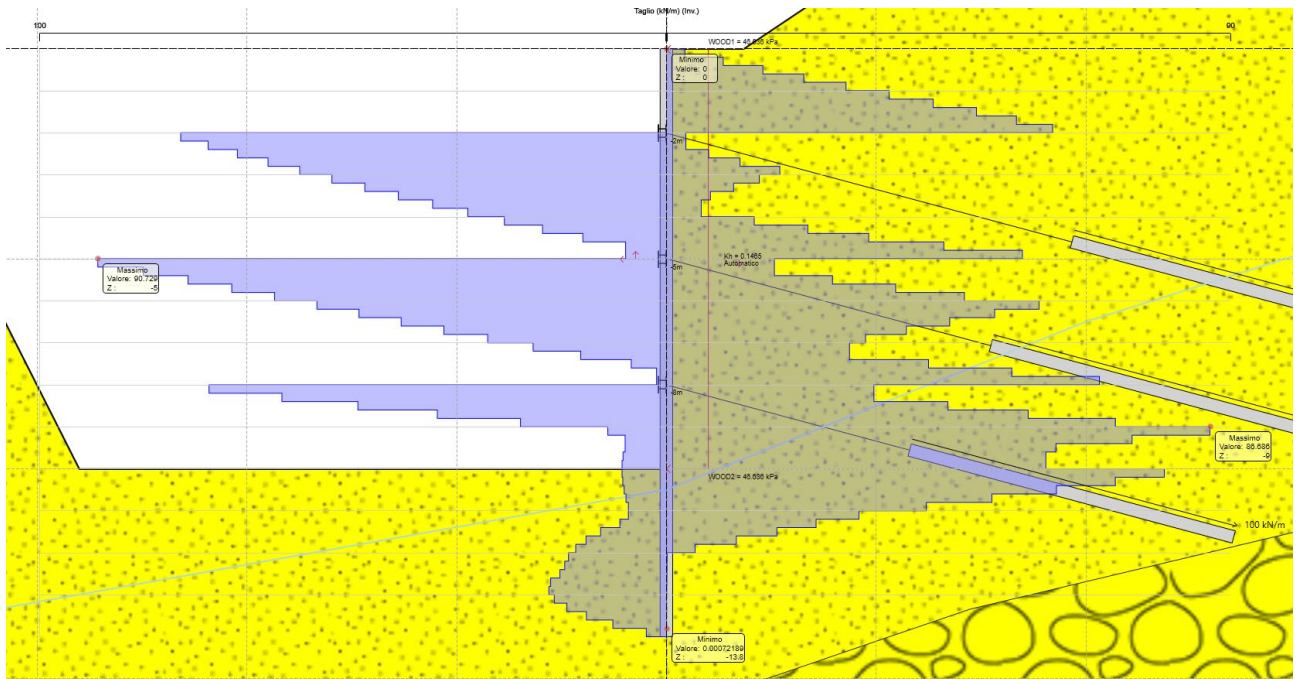 Taglio (kN/m) (Inv.)
100
90
WOOD1 = 46.636 kPa
Minimo
Valore: 0
Z : 0
-2m
Kh = 0.1465
Automatico
-5m
Massimo
Valore: 90.729
Z : -5
-8m
Massimo
Valore: 86.686
Z : -9
WOOD2 = 46.636 kPa
100 kN/m
Minimo
Valore: 0.00072189
Z : -13.8